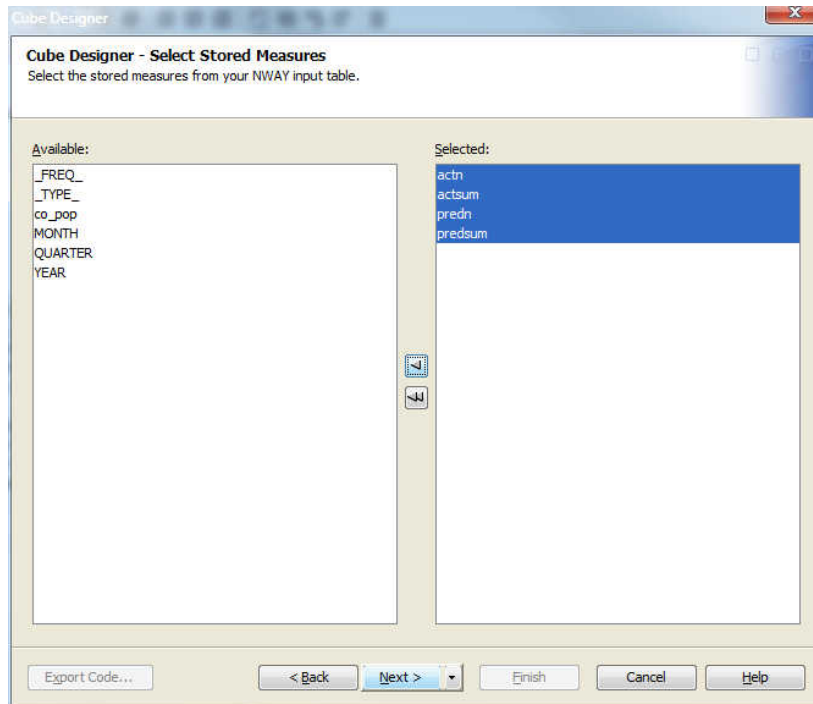 Cube Designer
Cube Designer - Select Stored Measures
Select the stored measures from your NWAY input table.
Available:
_FREQ_
_TYPE_
co_pop
MONTH
QUARTER
YEAR
Selected:
actn
actsum
predn
predsum
Export Code...
< Back
Next >
Finish
Cancel
Help